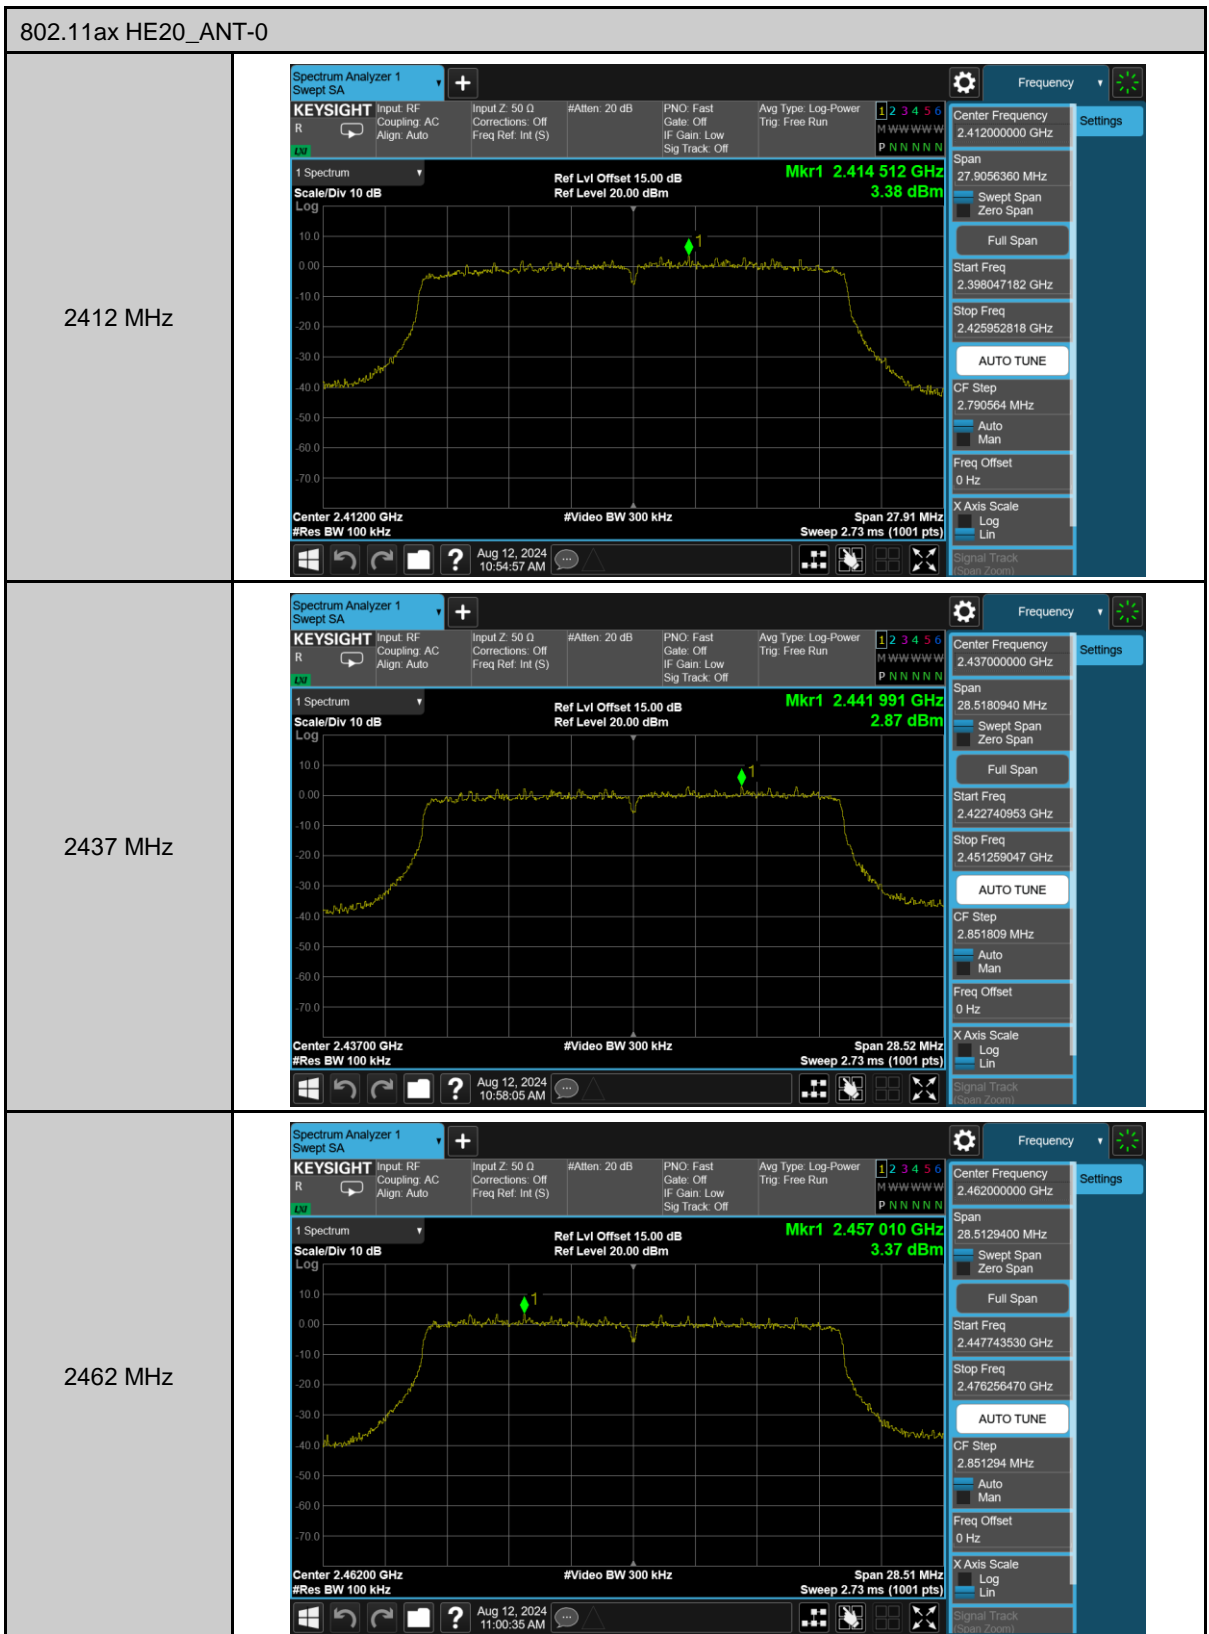 802.11ax HE20_ANT-0
2412 MHz
Spectrum Analyzer 1
Swept SA
Frequency
KEYSIGHT
R
LXI
Input: RF
Coupling: AC
Align: Auto
Input Z: 50 Ω
Corrections: Off
Freq Ref: Int (S)
#Atten: 20 dB
PNO: Fast
Gate: Off
IF Gain: Low
Sig Track: Off
Avg Type: Log-Power
Trig: Free Run
1 2 3 4 5 6
M W W W W W
P N N N N N
1 Spectrum
Scale/Div 10 dB
Log
Ref Lvl Offset 15.00 dB
Ref Level 20.00 dBm
Mkr1 2.414 512 GHz
3.38 dBm
1
10.0
0.00
-10.0
-20.0
-30.0
-40.0
-50.0
-60.0
-70.0
Center 2.41200 GHz
#Res BW 100 kHz
#Video BW 300 kHz
Span 27.91 MHz
Sweep 2.73 ms (1001 pts)
Aug 12, 2024
10:54:57 AM
Center Frequency
2.412000000 GHz
Settings
Span
27.9056360 MHz
Swept Span
Zero Span
Full Span
Start Freq
2.398047182 GHz
Stop Freq
2.425952818 GHz
AUTO TUNE
CF Step
2.790564 MHz
Auto
Man
Freq Offset
0 Hz
X Axis Scale
Log
Lin
Signal Track
(Span Zoom)
2437 MHz
Spectrum Analyzer 1
Swept SA
Frequency
KEYSIGHT
R
LXI
Input: RF
Coupling: AC
Align: Auto
Input Z: 50 Ω
Corrections: Off
Freq Ref: Int (S)
#Atten: 20 dB
PNO: Fast
Gate: Off
IF Gain: Low
Sig Track: Off
Avg Type: Log-Power
Trig: Free Run
1 2 3 4 5 6
M W W W W W
P N N N N N
1 Spectrum
Scale/Div 10 dB
Log
Ref Lvl Offset 15.00 dB
Ref Level 20.00 dBm
Mkr1 2.441 991 GHz
2.87 dBm
1
10.0
0.00
-10.0
-20.0
-30.0
-40.0
-50.0
-60.0
-70.0
Center 2.43700 GHz
#Res BW 100 kHz
#Video BW 300 kHz
Span 28.52 MHz
Sweep 2.73 ms (1001 pts)
Aug 12, 2024
10:58:05 AM
Center Frequency
2.437000000 GHz
Settings
Span
28.5180940 MHz
Swept Span
Zero Span
Full Span
Start Freq
2.422740953 GHz
Stop Freq
2.451259047 GHz
AUTO TUNE
CF Step
2.851809 MHz
Auto
Man
Freq Offset
0 Hz
X Axis Scale
Log
Lin
Signal Track
(Span Zoom)
2462 MHz
Spectrum Analyzer 1
Swept SA
Frequency
KEYSIGHT
R
LXI
Input: RF
Coupling: AC
Align: Auto
Input Z: 50 Ω
Corrections: Off
Freq Ref: Int (S)
#Atten: 20 dB
PNO: Fast
Gate: Off
IF Gain: Low
Sig Track: Off
Avg Type: Log-Power
Trig: Free Run
1 2 3 4 5 6
M W W W W W
P N N N N N
1 Spectrum
Scale/Div 10 dB
Log
Ref Lvl Offset 15.00 dB
Ref Level 20.00 dBm
Mkr1 2.457 010 GHz
3.37 dBm
1
10.0
0.00
-10.0
-20.0
-30.0
-40.0
-50.0
-60.0
-70.0
Center 2.46200 GHz
#Res BW 100 kHz
#Video BW 300 kHz
Span 28.51 MHz
Sweep 2.73 ms (1001 pts)
Aug 12, 2024
11:00:35 AM
Center Frequency
2.462000000 GHz
Settings
Span
28.5129400 MHz
Swept Span
Zero Span
Full Span
Start Freq
2.447743530 GHz
Stop Freq
2.476256470 GHz
AUTO TUNE
CF Step
2.851294 MHz
Auto
Man
Freq Offset
0 Hz
X Axis Scale
Log
Lin
Signal Track
(Span Zoom)